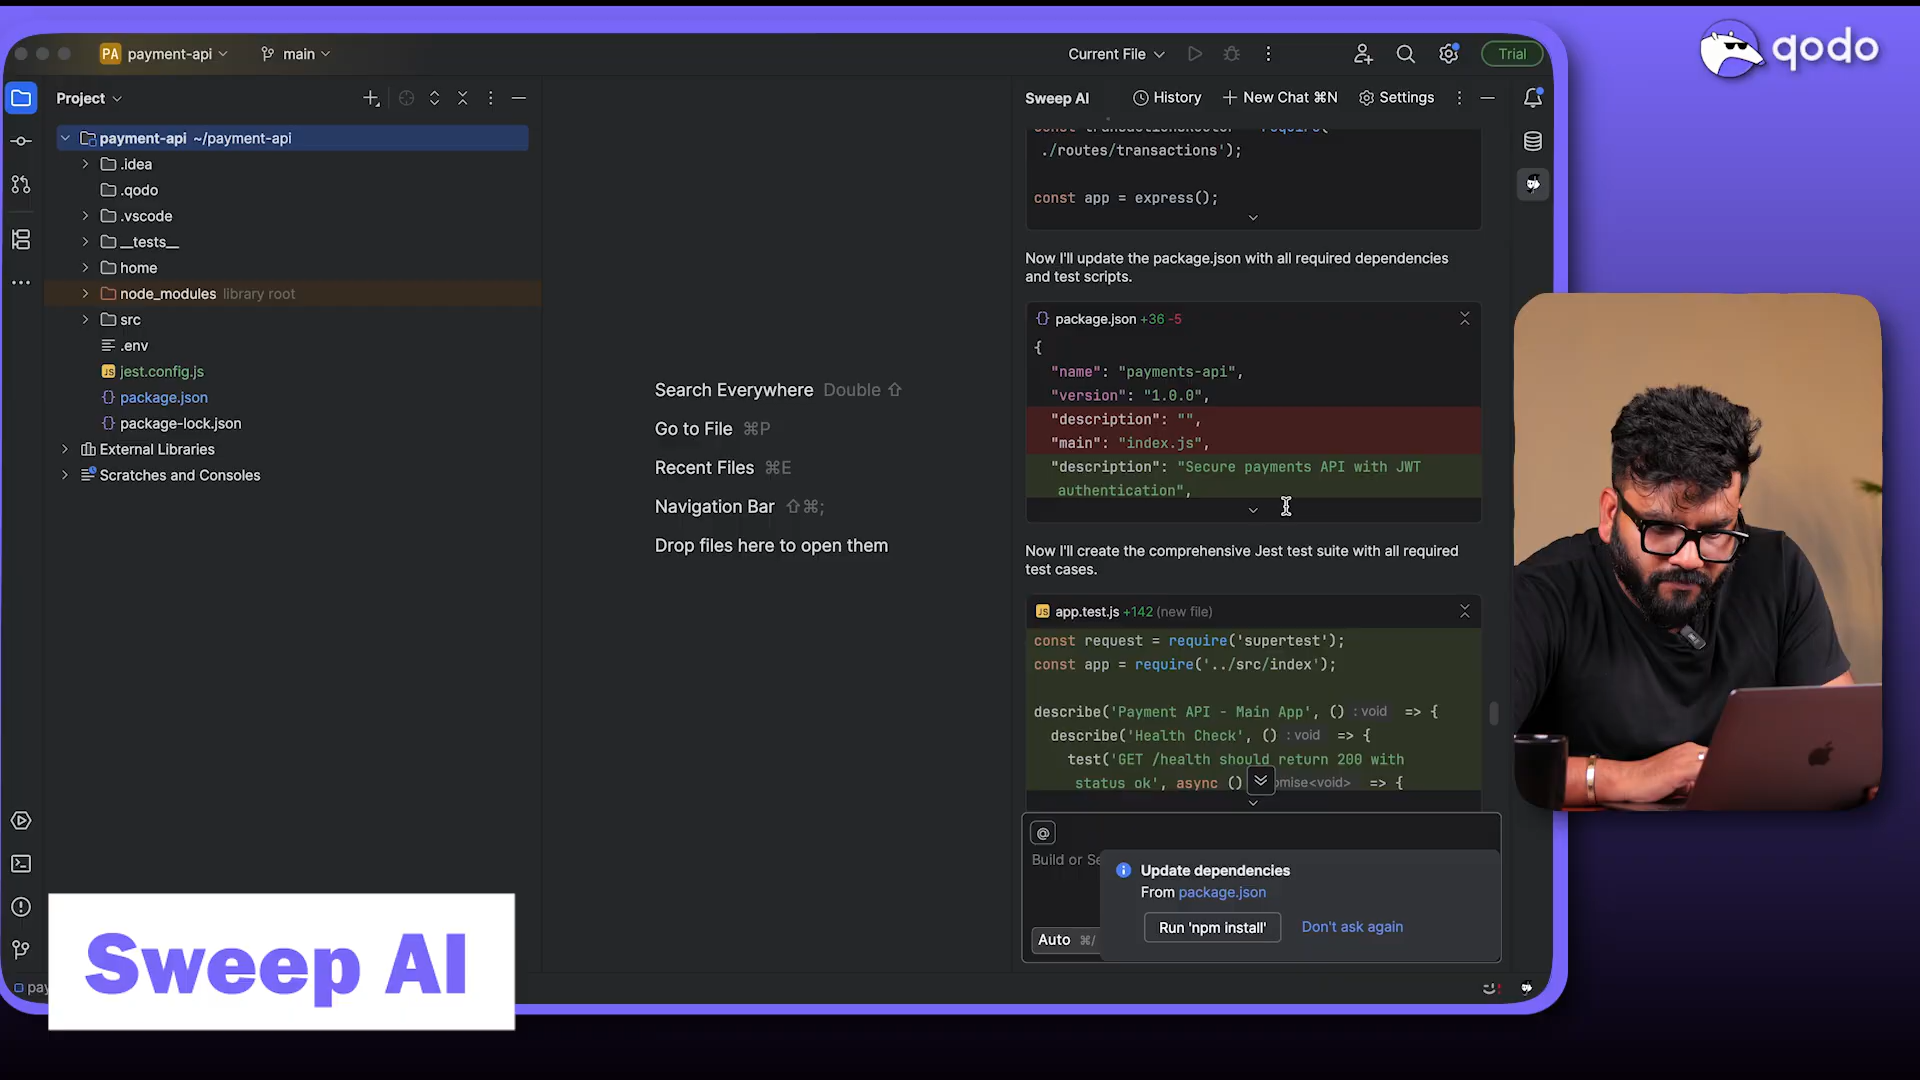 qodo
PA payment-api
main
Current File
Trial
Project
payment-api ~/payment-api
.idea
.qodo
.vscode
__tests__
home
node_modules library root
src
.env
JS jest.config.js
{} package.json
{} package-lock.json
External Libraries
Scratches and Consoles
Search Everywhere Double ⇧
Go to File ⌘P
Recent Files ⌘E
Navigation Bar ⇧⌘;
Drop files here to open them
Sweep AI
History
+ New Chat ⌘N
Settings
./routes/transactions');
const app = express();
Now I'll update the package.json with all required dependencies
and test scripts.
{} package.json +36 -5
{
"name": "payments-api",
"version": "1.0.0",
"description": "",
"main": "index.js",
"description": "Secure payments API with JWT
authentication",
Now I'll create the comprehensive Jest test suite with all required
test cases.
JS app.test.js +142 (new file)
const request = require('supertest');
const app = require('../src/index');
describe('Payment API - Main App', () : void => {
describe('Health Check', () : void => {
test('GET /health should return 200 with
status ok', async () omise<void> => {
@
Build or Se
Update dependencies
From package.json
Run 'npm install'
Don't ask again
Auto ⌘/
pay
Sweep AI